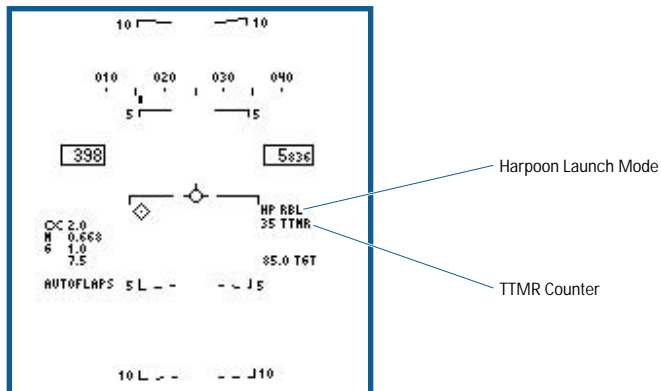 10 10
010 020 030 040
5 5
398 5836
Harpoon Launch Mode
HP RBL
35 TTMR
α 2.0
M 0.668
G 1.0
7.5
85.0 TGT
TTMR Counter
AUTOFLAPS 5 5
10 10